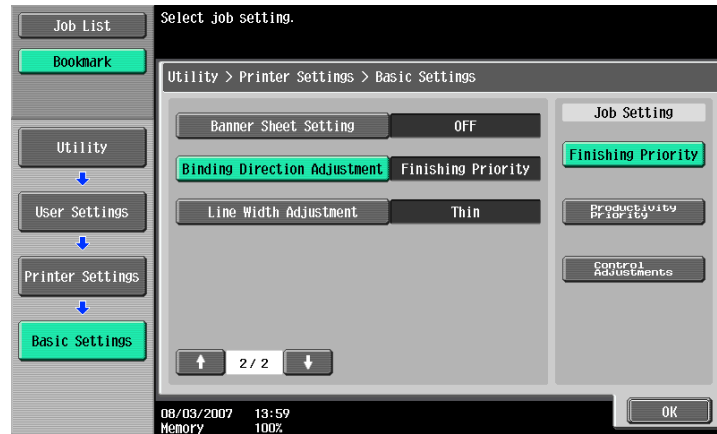 Job List
Bookmark
Utility
User Settings
Printer Settings
Basic Settings
Select job setting.
Utility > Printer Settings > Basic Settings
Banner Sheet Setting OFF
Binding Direction Adjustment Finishing Priority
Line Width Adjustment Thin
2/ 2
Job Setting
Finishing Priority
Productivity
Priority
Control
Adjustments
08/03/2007 13:59
Memory 100%
OK